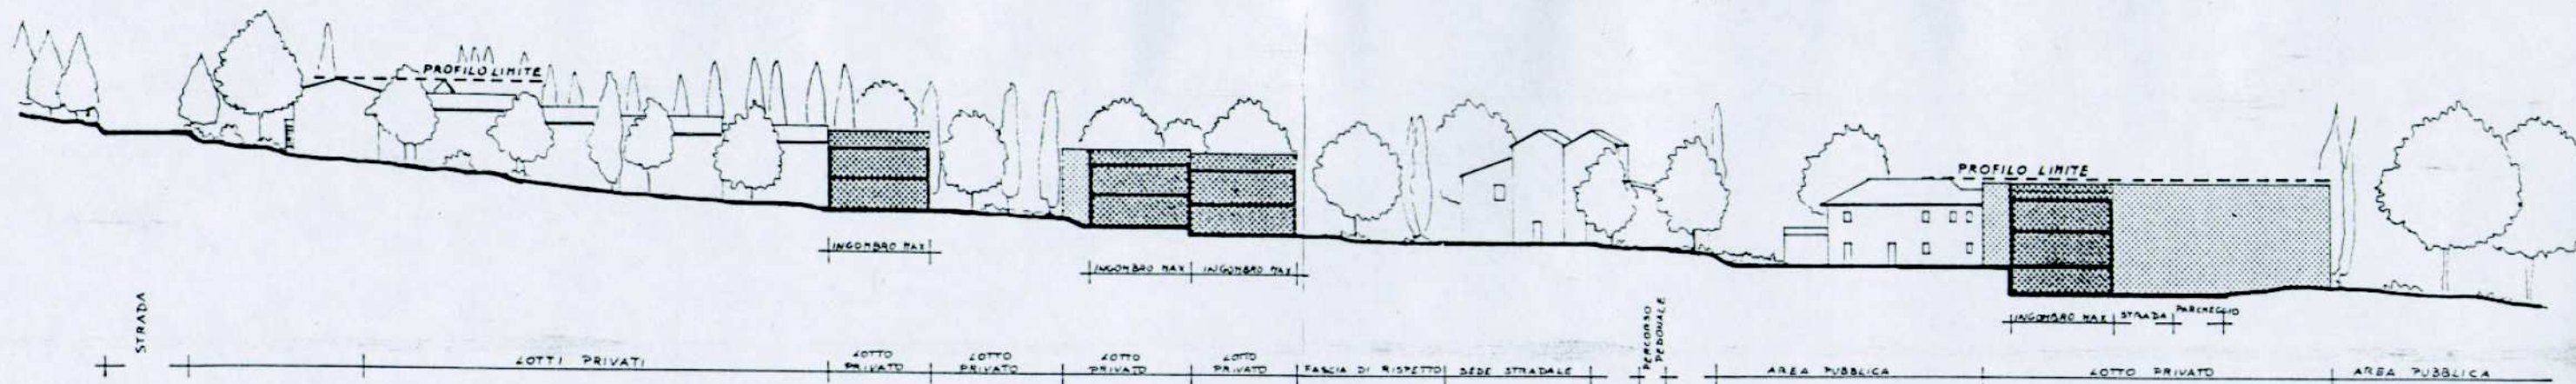 PROFILO LIMITE
PROFILO LIMITE
INGOMBRO MAX
INGOMBRO MAX INGOMBRO MAX
INGOMBRO MAX STRADA PARCHEGGIO
STRADA
PERCORSO
PEDONALE
LOTTI PRIVATI
LOTTO
PRIVATO
LOTTO
PRIVATO
LOTTO
PRIVATO
LOTTO
PRIVATO
FASCIA DI RISPETTO
SEDE STRADALE
AREA PUBBLICA
LOTTO PRIVATO
AREA PUBBLICA